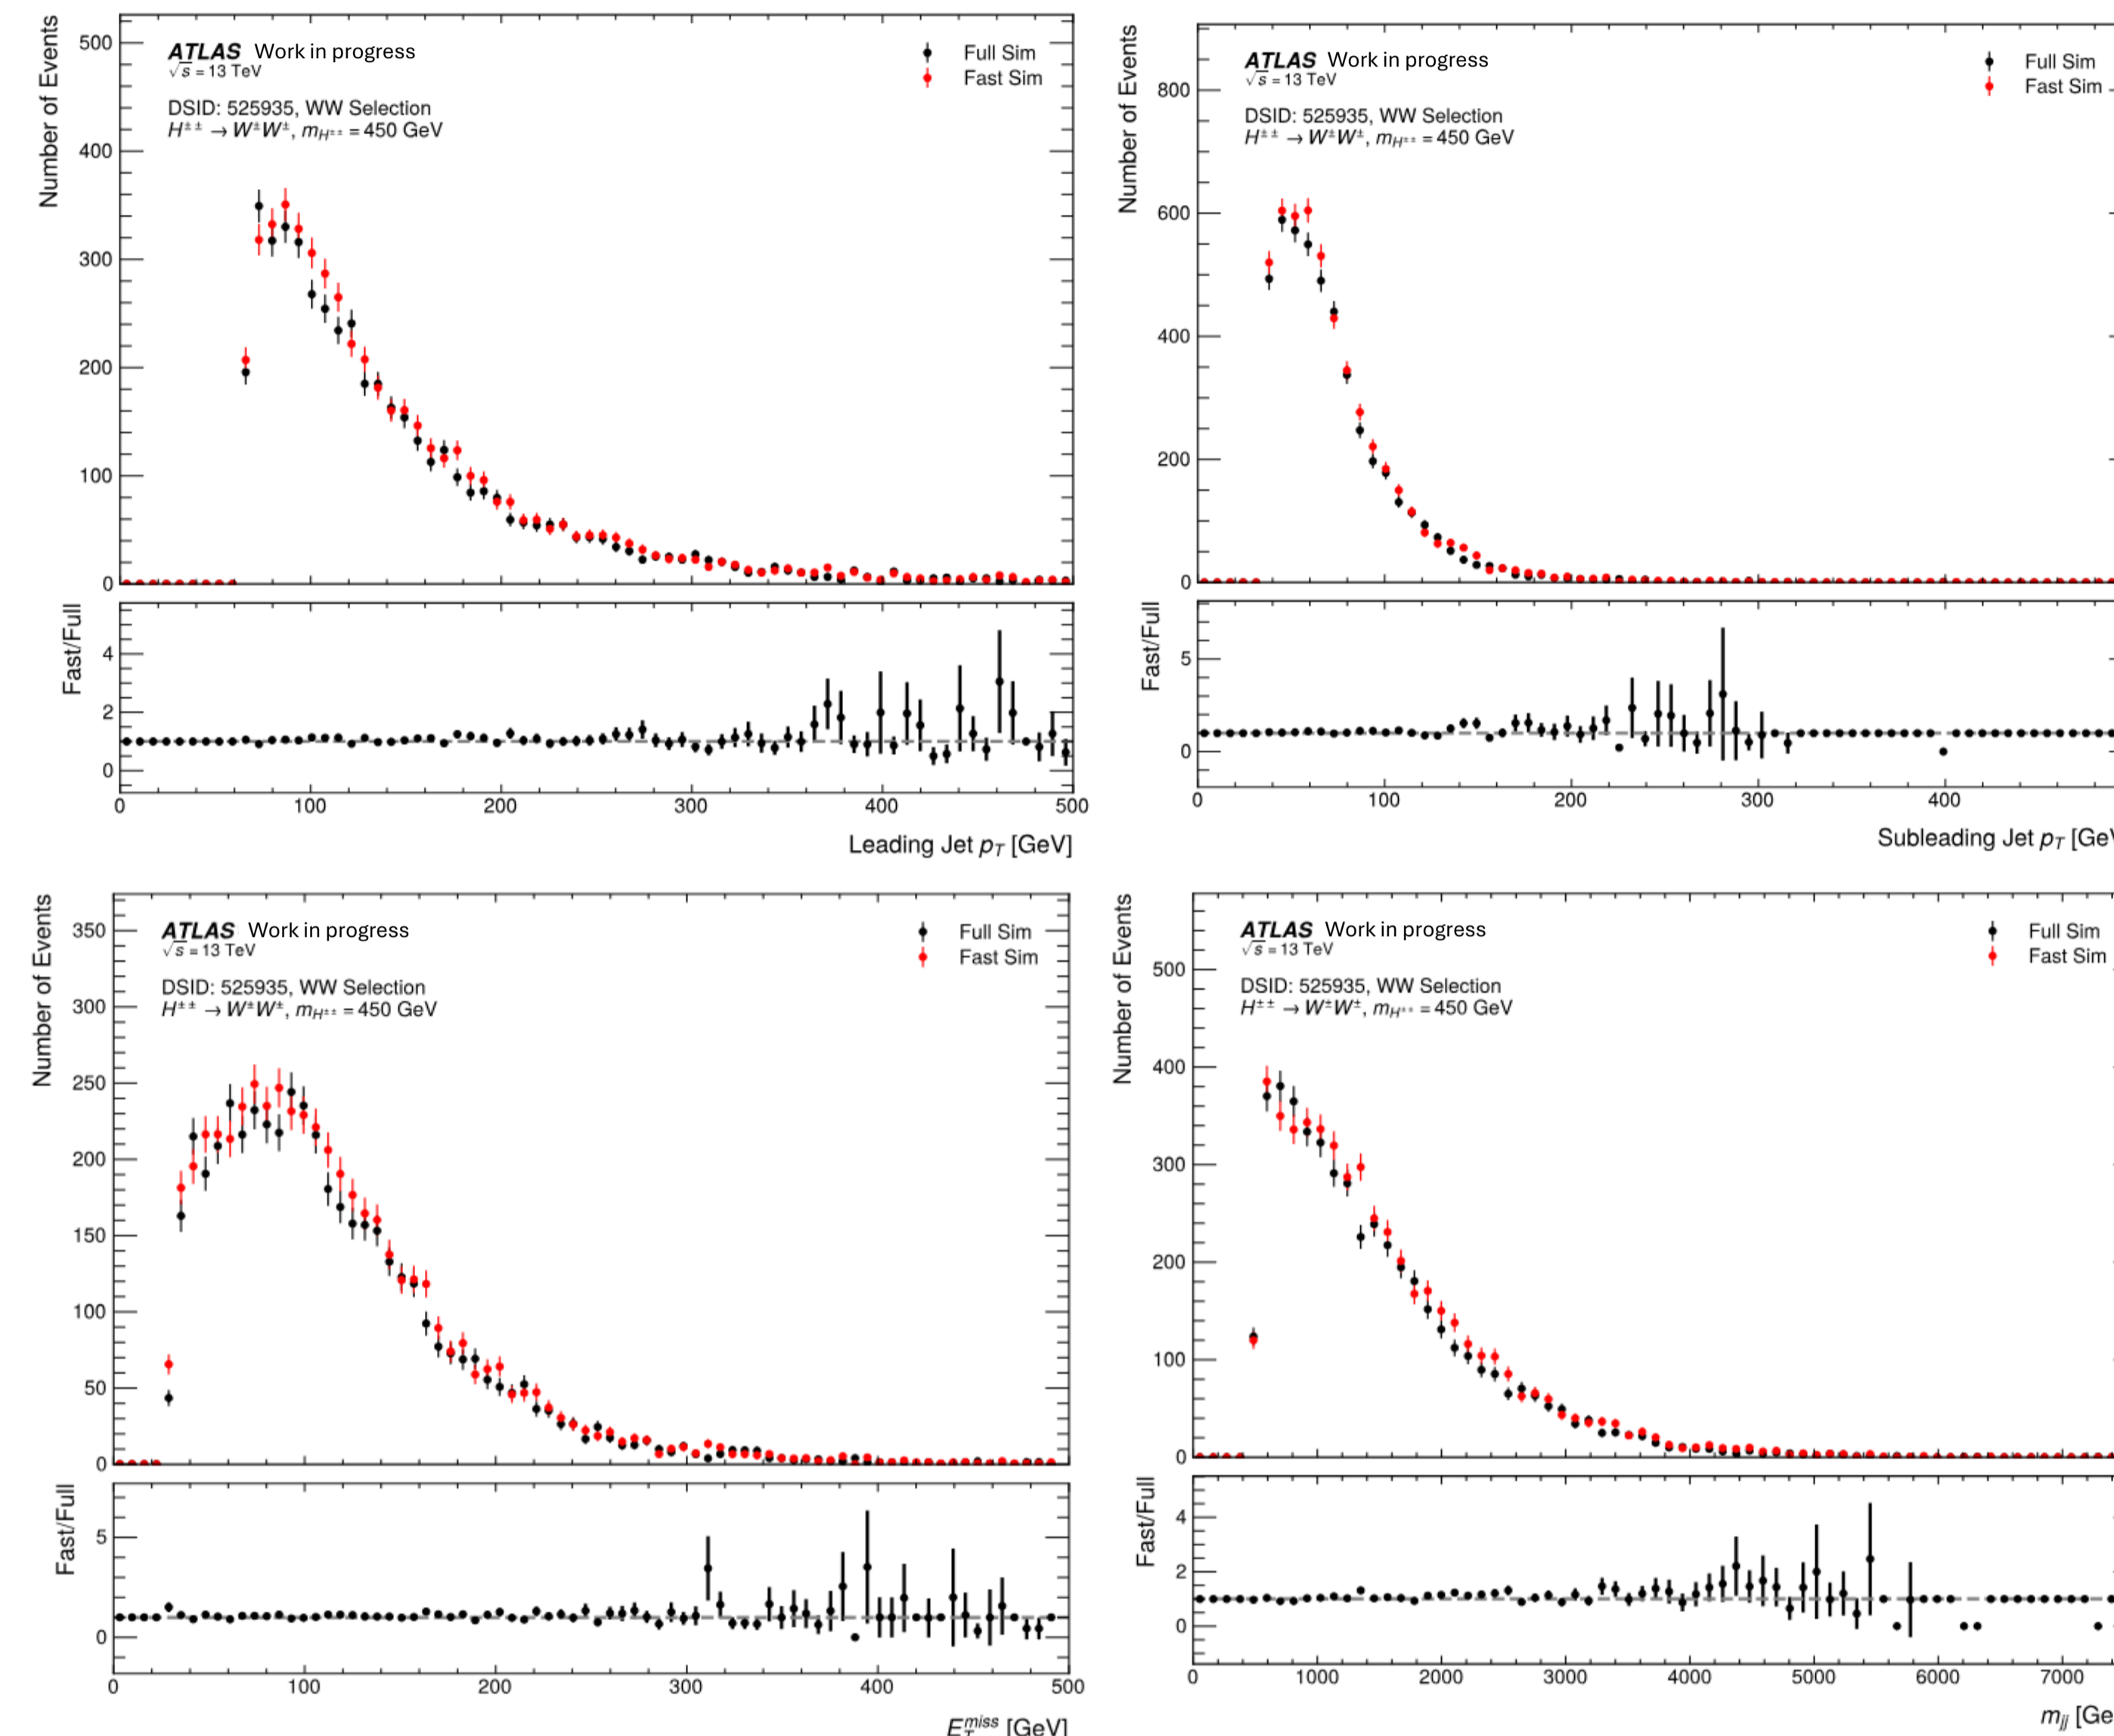 Number of Events
500
400
300
200
100
0
ATLAS Work in progress
√s = 13 TeV
DSID: 525935, WW Selection
H±± → W±W±, mH±± = 450 GeV
Full Sim
Fast Sim
Fast/Full
4
2
0
0 100 200 300 400 500
Leading Jet pT [GeV]
Number of Events
800
600
400
200
0
ATLAS Work in progress
√s = 13 TeV
DSID: 525935, WW Selection
H±± → W±W±, mH±± = 450 GeV
Full Sim
Fast Sim
Fast/Full
5
0
0 100 200 300 400
Subleading Jet pT [GeV
Number of Events
350
300
250
200
150
100
50
0
ATLAS Work in progress
√s = 13 TeV
DSID: 525935, WW Selection
H±± → W±W±, mH±± = 450 GeV
Full Sim
Fast Sim
Fast/Full
5
0
0 100 200 300 400 500
ETmiss [GeV]
Number of Events
500
400
300
200
100
0
ATLAS Work in progress
√s = 13 TeV
DSID: 525935, WW Selection
H±± → W±W±, mH±± = 450 GeV
Full Sim
Fast Sim
Fast/Full
4
2
0
0 1000 2000 3000 4000 5000 6000 7000
mjj [Ge